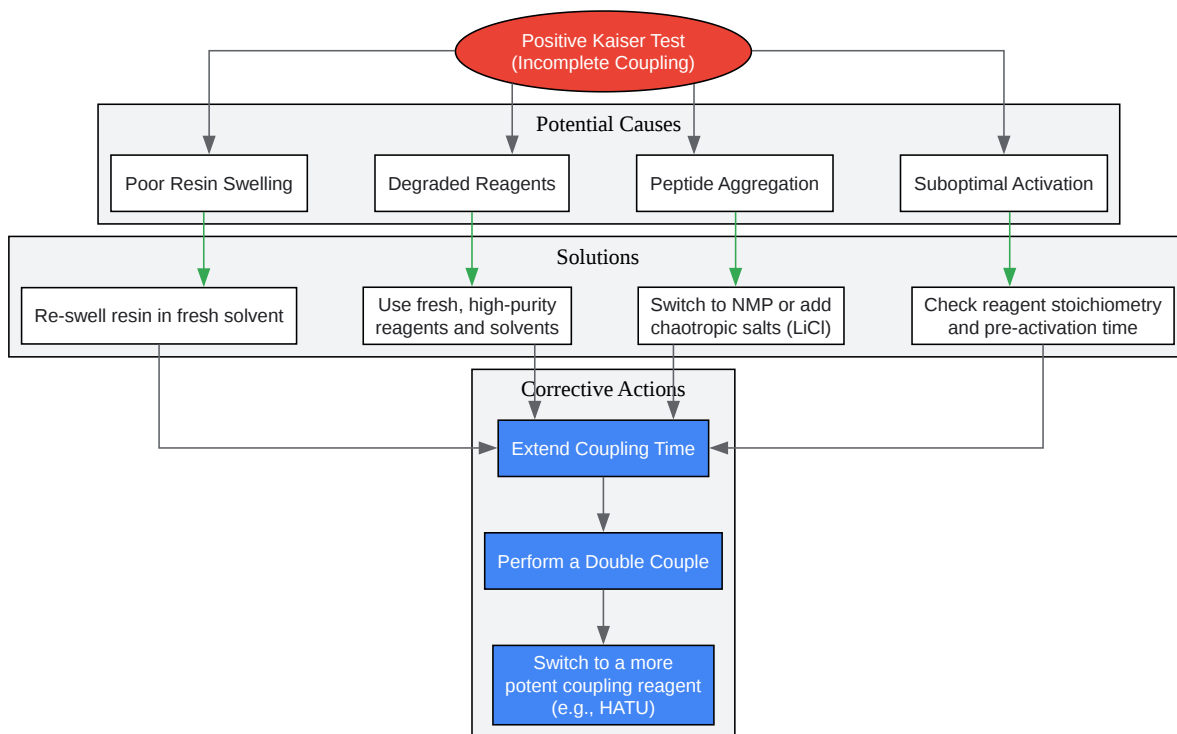 Positive Kaiser Test
(Incomplete Coupling)
Potential Causes
Poor Resin Swelling
Degraded Reagents
Peptide Aggregation
Suboptimal Activation
Solutions
Re-swell resin in fresh solvent
Use fresh, high-purity
reagents and solvents
Switch to NMP or add
chaotropic salts (LiCl)
Check reagent stoichiometry
and pre-activation time
Corrective Actions
Extend Coupling Time
Perform a Double Couple
Switch to a more
potent coupling reagent
(e.g., HATU)